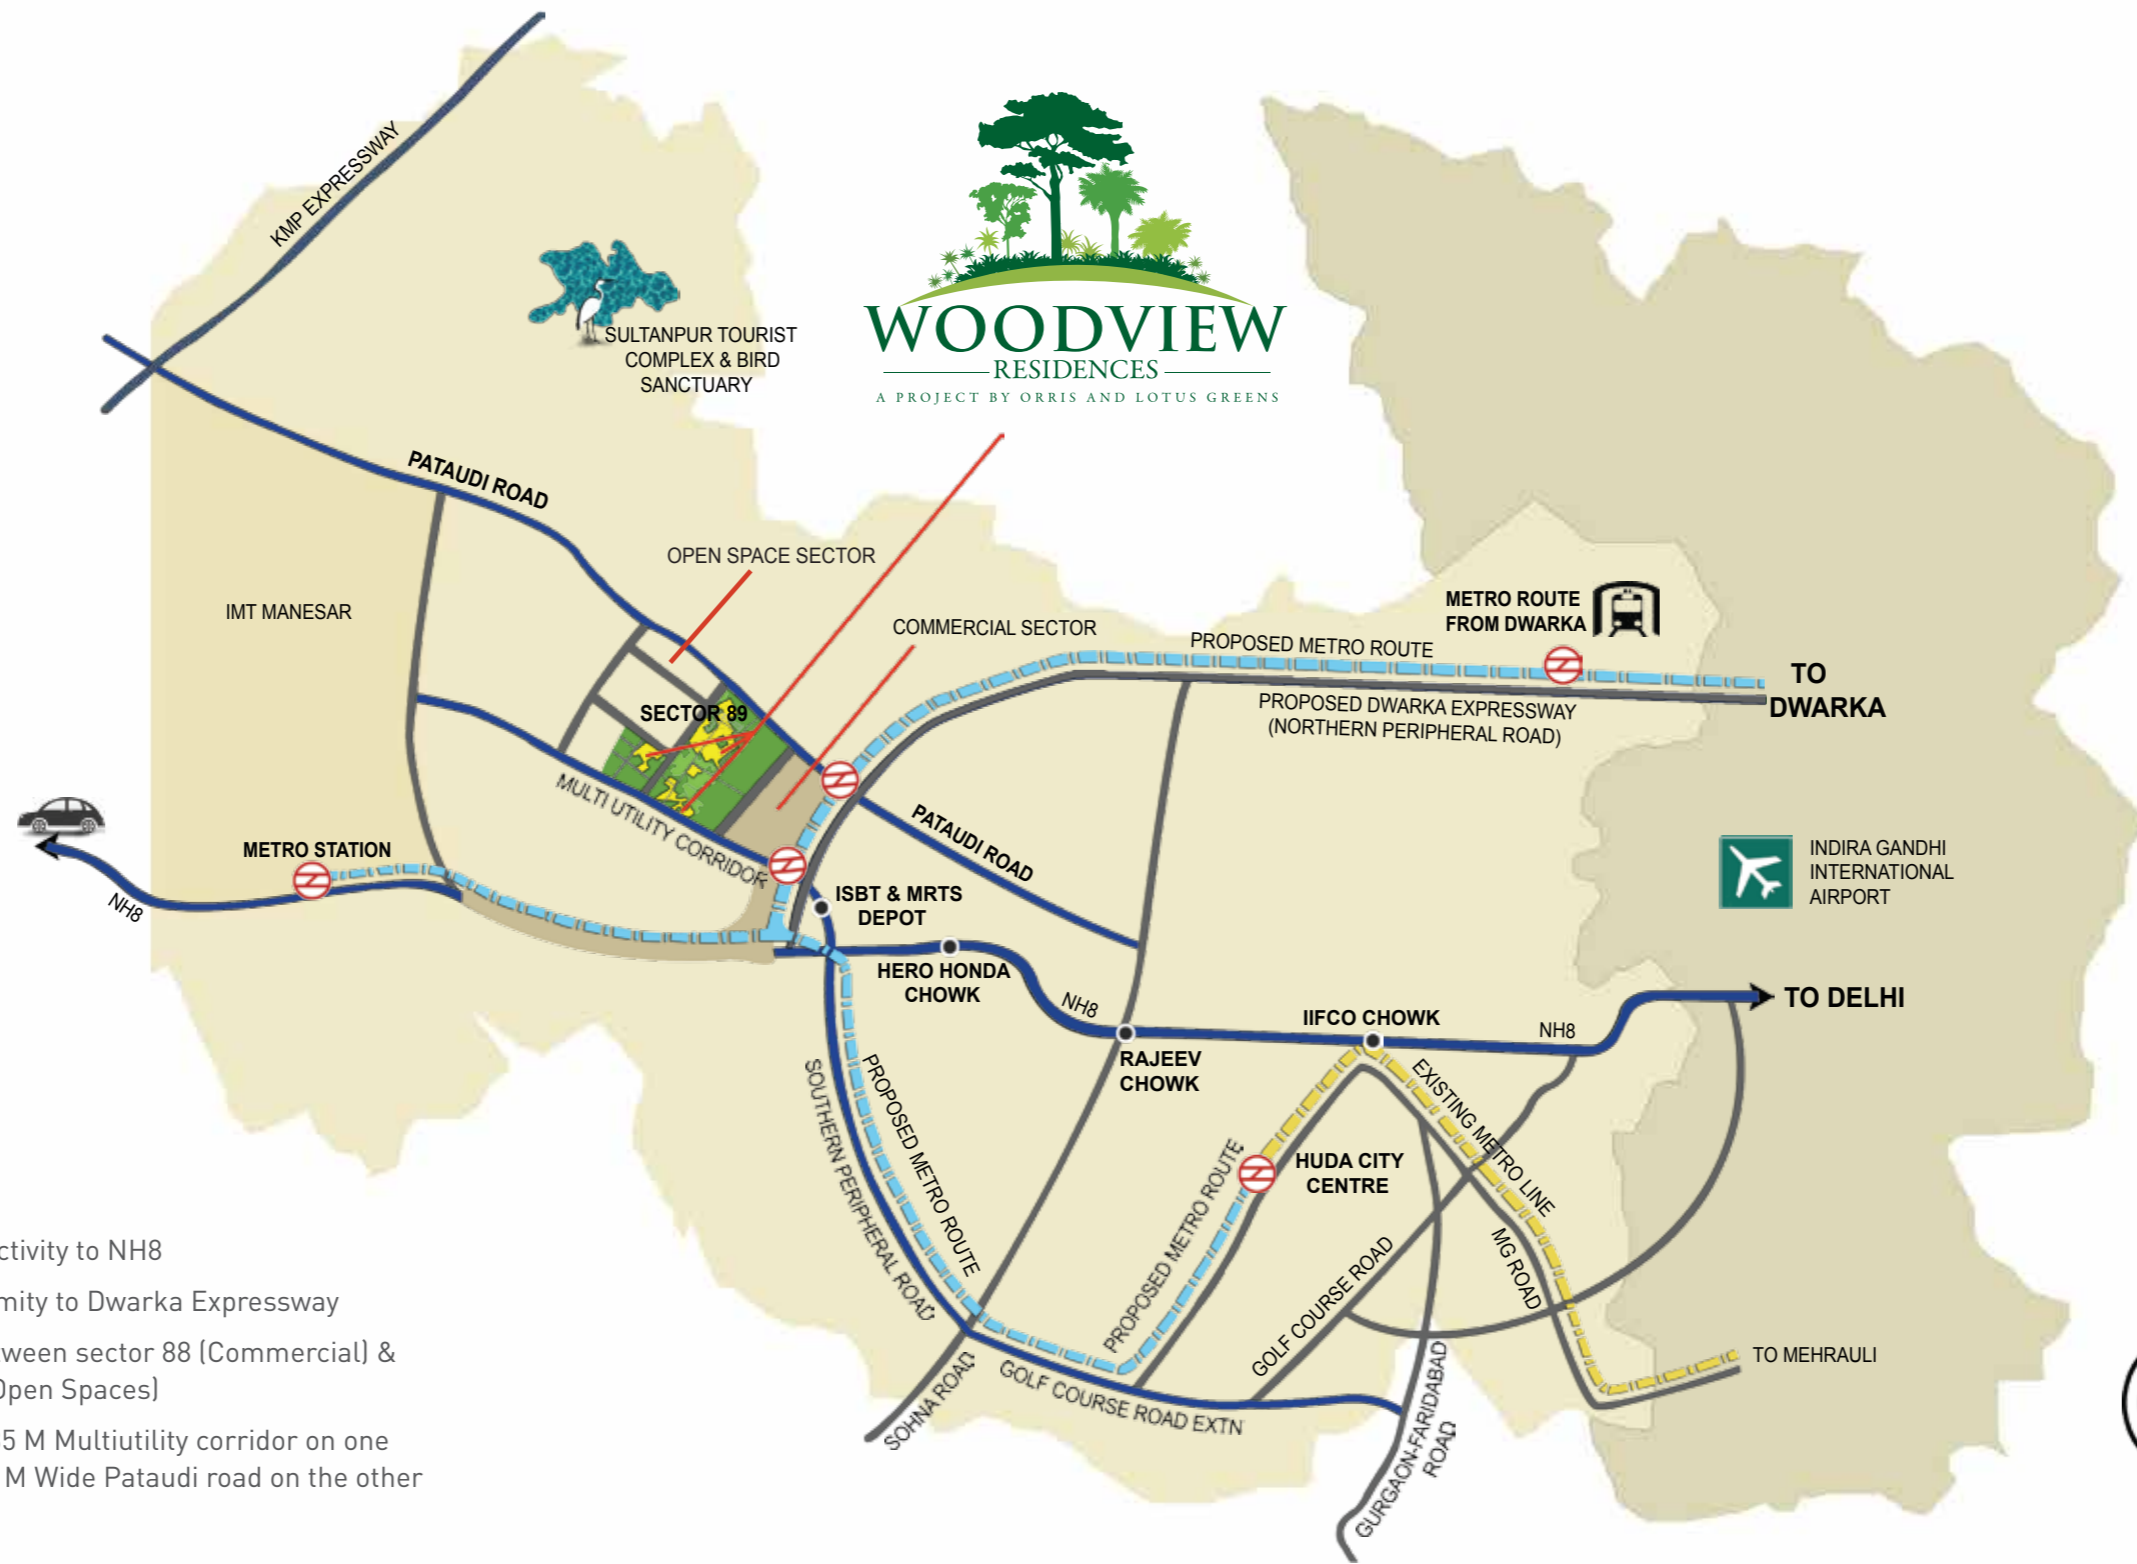 KMP EXPRESSWAY
SULTANPUR TOURIST
COMPLEX & BIRD
SANCTUARY
WOODVIEW
RESIDENCES
A PROJECT BY ORRIS AND LOTUS GREENS
PATAUDI ROAD
OPEN SPACE SECTOR
IMT MANESAR
COMMERCIAL SECTOR
METRO ROUTE
FROM DWARKA
PROPOSED METRO ROUTE
TO
DWARKA
PROPOSED DWARKA EXPRESSWAY
(NORTHERN PERIPHERAL ROAD)
SECTOR 89
MULTI UTILITY CORRIDOR
PATAUDI ROAD
METRO STATION
NH8
ISBT & MRTS
DEPOT
INDIRA GANDHI
INTERNATIONAL
AIRPORT
HERO HONDA
CHOWK
NH8
TO DELHI
IIFCO CHOWK
NH8
RAJEEV
CHOWK
SOUTHERN PERIPHERAL ROAD
PROPOSED METRO ROUTE
EXISTING METRO LINE
PROPOSED METRO ROUTE
HUDA CITY
CENTRE
MG ROAD
GOLF COURSE ROAD
TO MEHRAULI
SOHNA ROAD
GOLF COURSE ROAD EXTN
GURGAON-FARIDABAD
ROAD
ctivity to NH8
mity to Dwarka Expressway
ween sector 88 (Commercial) &
Open Spaces)
5 M Multiutility corridor on one
M Wide Pataudi road on the other